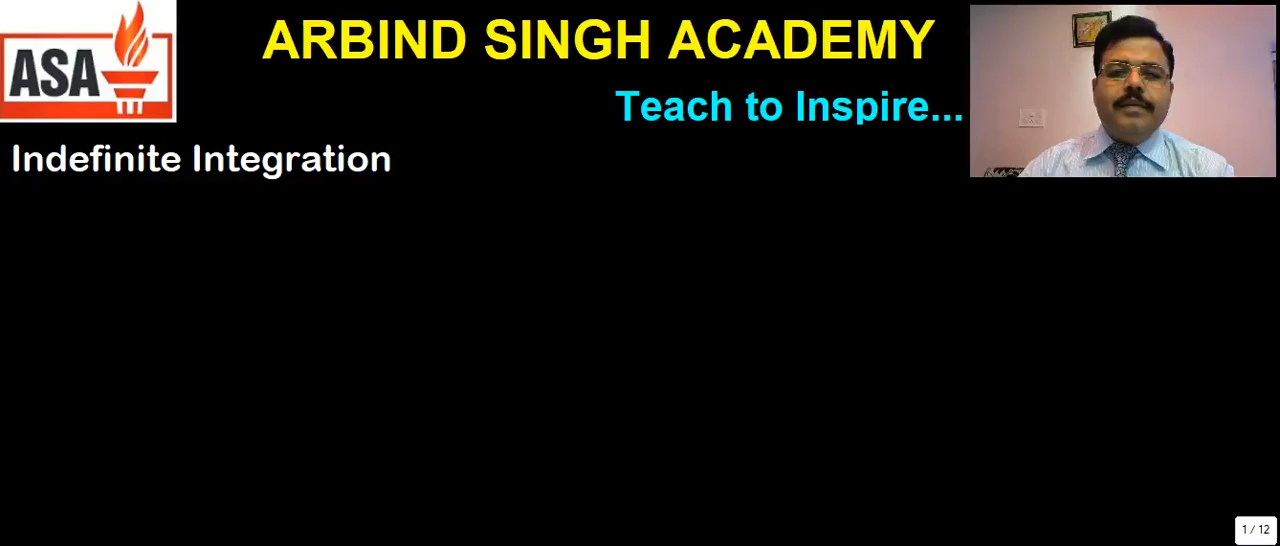 ASA
ARBIND SINGH ACADEMY
Teach to Inspire...
Indefinite Integration
1 / 12